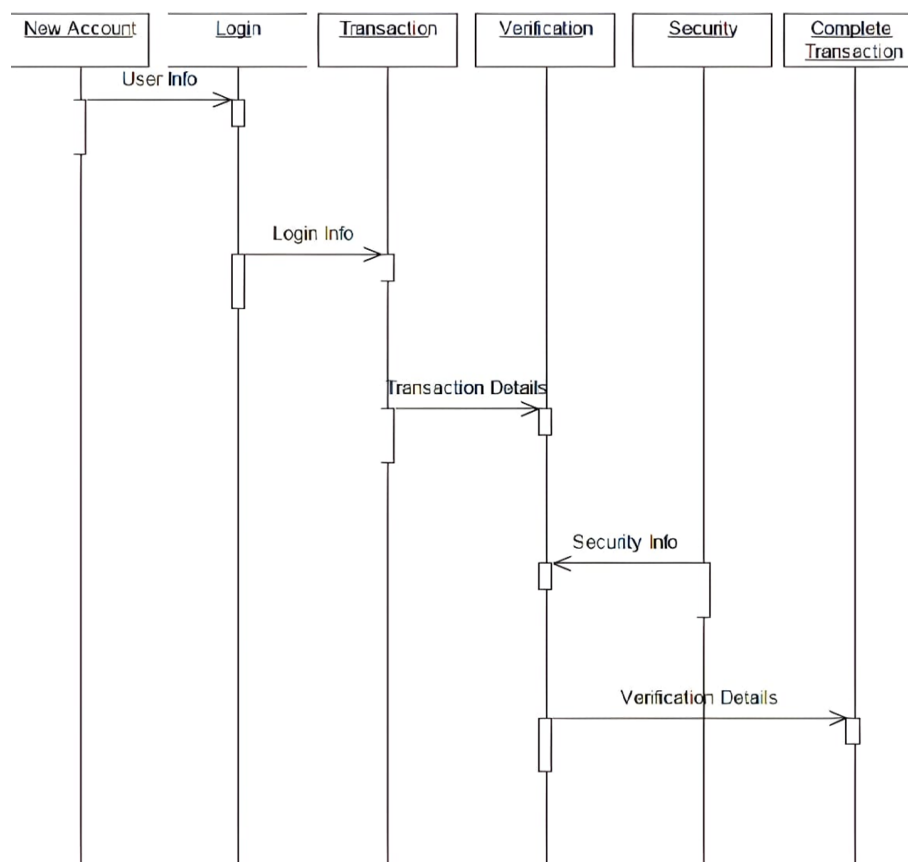 New Account
Login
Transaction
Verification
Security
Complete
Transaction
User Info
Login Info
Transaction Details
Security Info
Verification Details